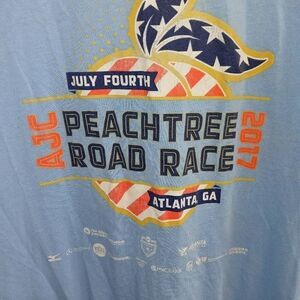 JULY FOURTH
AJC
PEACHTREE
ROAD RACE
2017
ATLANTA GA